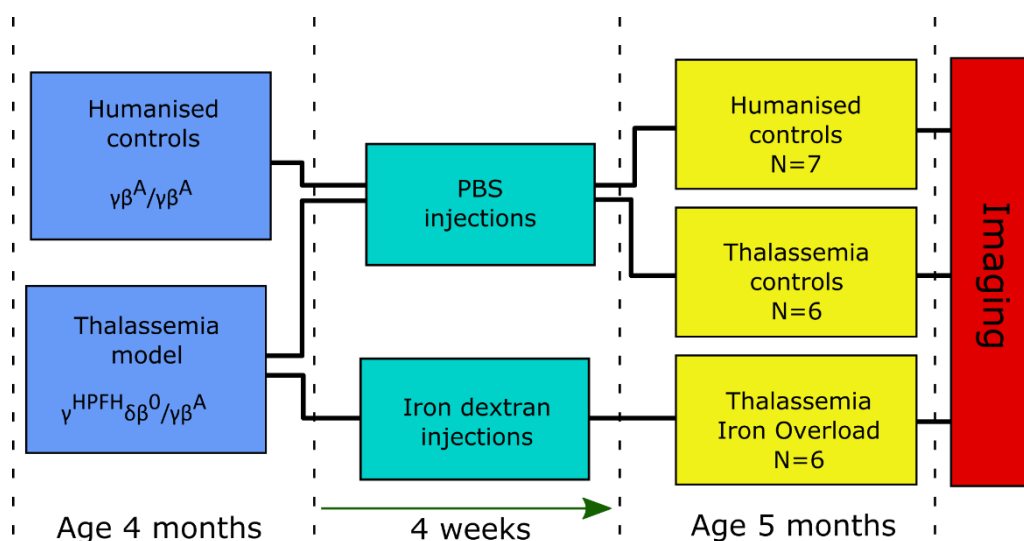 Humanised
controls
γβᴬ/γβᴬ
Thalassemia
model
γᴴᴾᶠᴴδβ⁰/γβᴬ
PBS
injections
Iron dextran
injections
Humanised
controls
N=7
Thalassemia
controls
N=6
Thalassemia
Iron Overload
N=6
Imaging
Age 4 months
4 weeks
Age 5 months